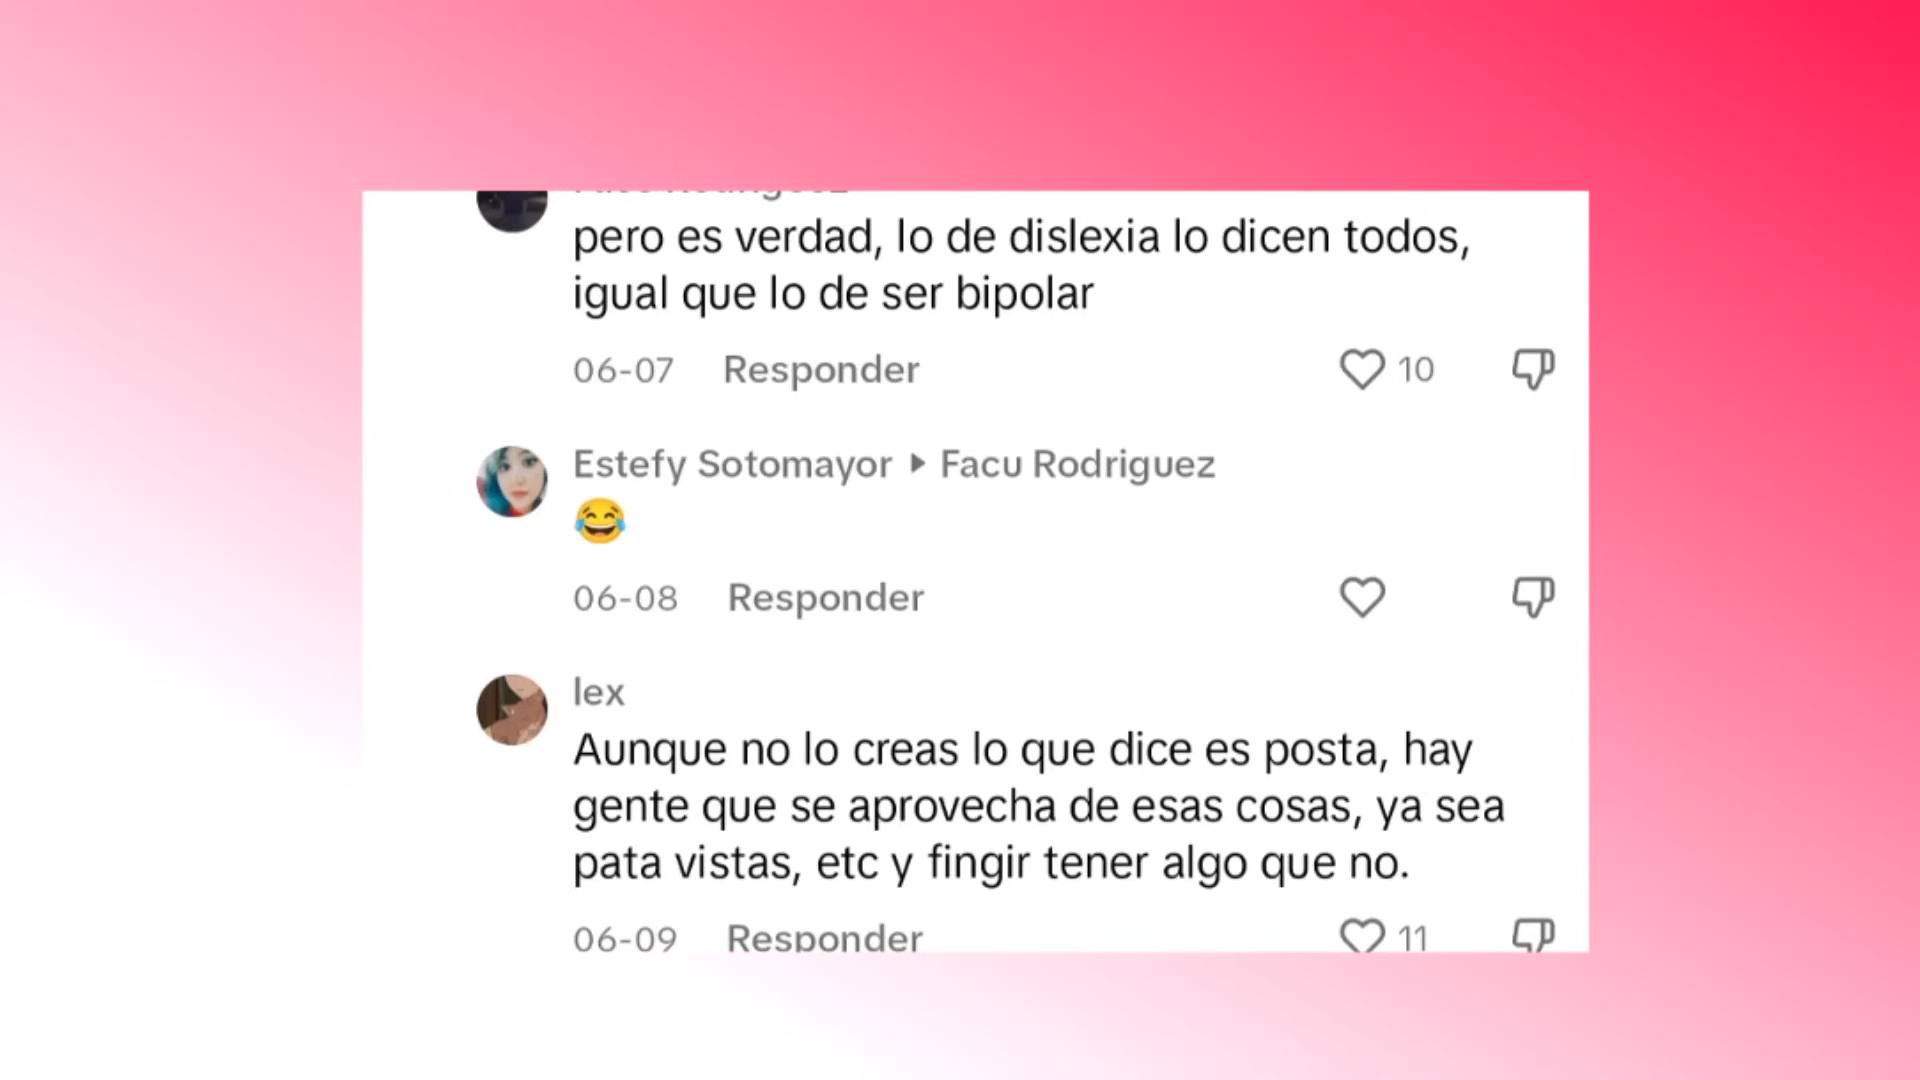 pero es verdad, lo de dislexia lo dicen todos,
igual que lo de ser bipolar
06-07 Responder 10
Estefy Sotomayor ▸ Facu Rodriguez
😂
06-08 Responder
lex
Aunque no lo creas lo que dice es posta, hay
gente que se aprovecha de esas cosas, ya sea
pata vistas, etc y fingir tener algo que no.
06-09 Responder 11